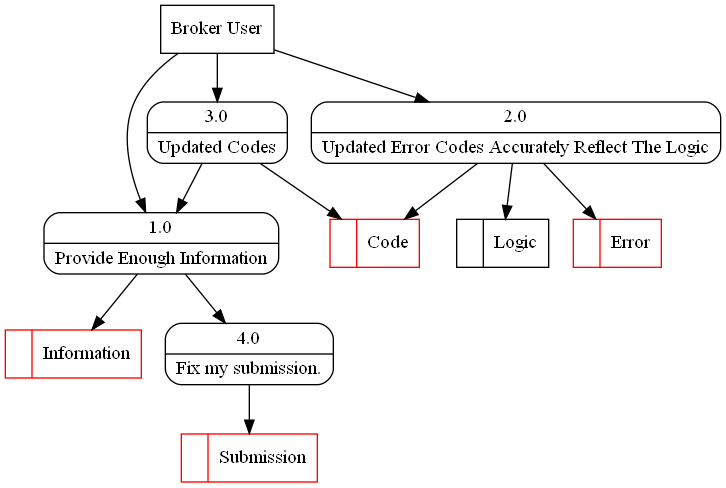 Broker User
3.0
Updated Codes
2.0
Updated Error Codes Accurately Reflect The Logic
1.0
Provide Enough Information
Code
Logic
Error
Information
4.0
Fix my submission.
Submission